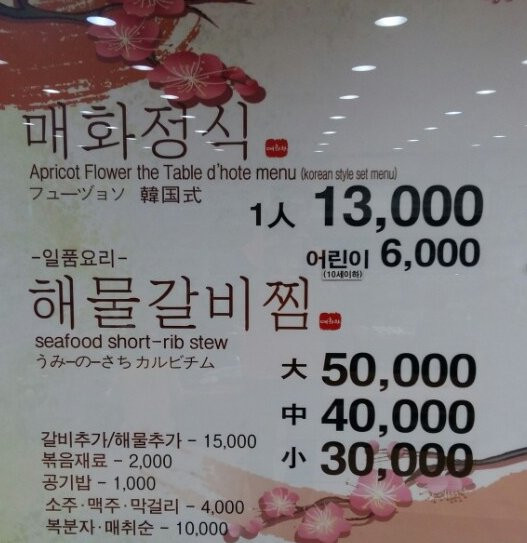 매화정식
Apricot Flower the Table d'hote menu (korean style set menu)
フューヅョソ 韓国式
1人 13,000
어린이 6,000
(10세미하)
-일품요리-
해물갈비찜
seafood short-rib stew
うみーのーさち カルビチム
大 50,000
中 40,000
小 30,000
갈비추가/해물추가 - 15,000
볶음재료 - 2,000
공기밥 - 1,000
소주·맥주·막걸리 - 4,000
복분자·매취순 - 10,000